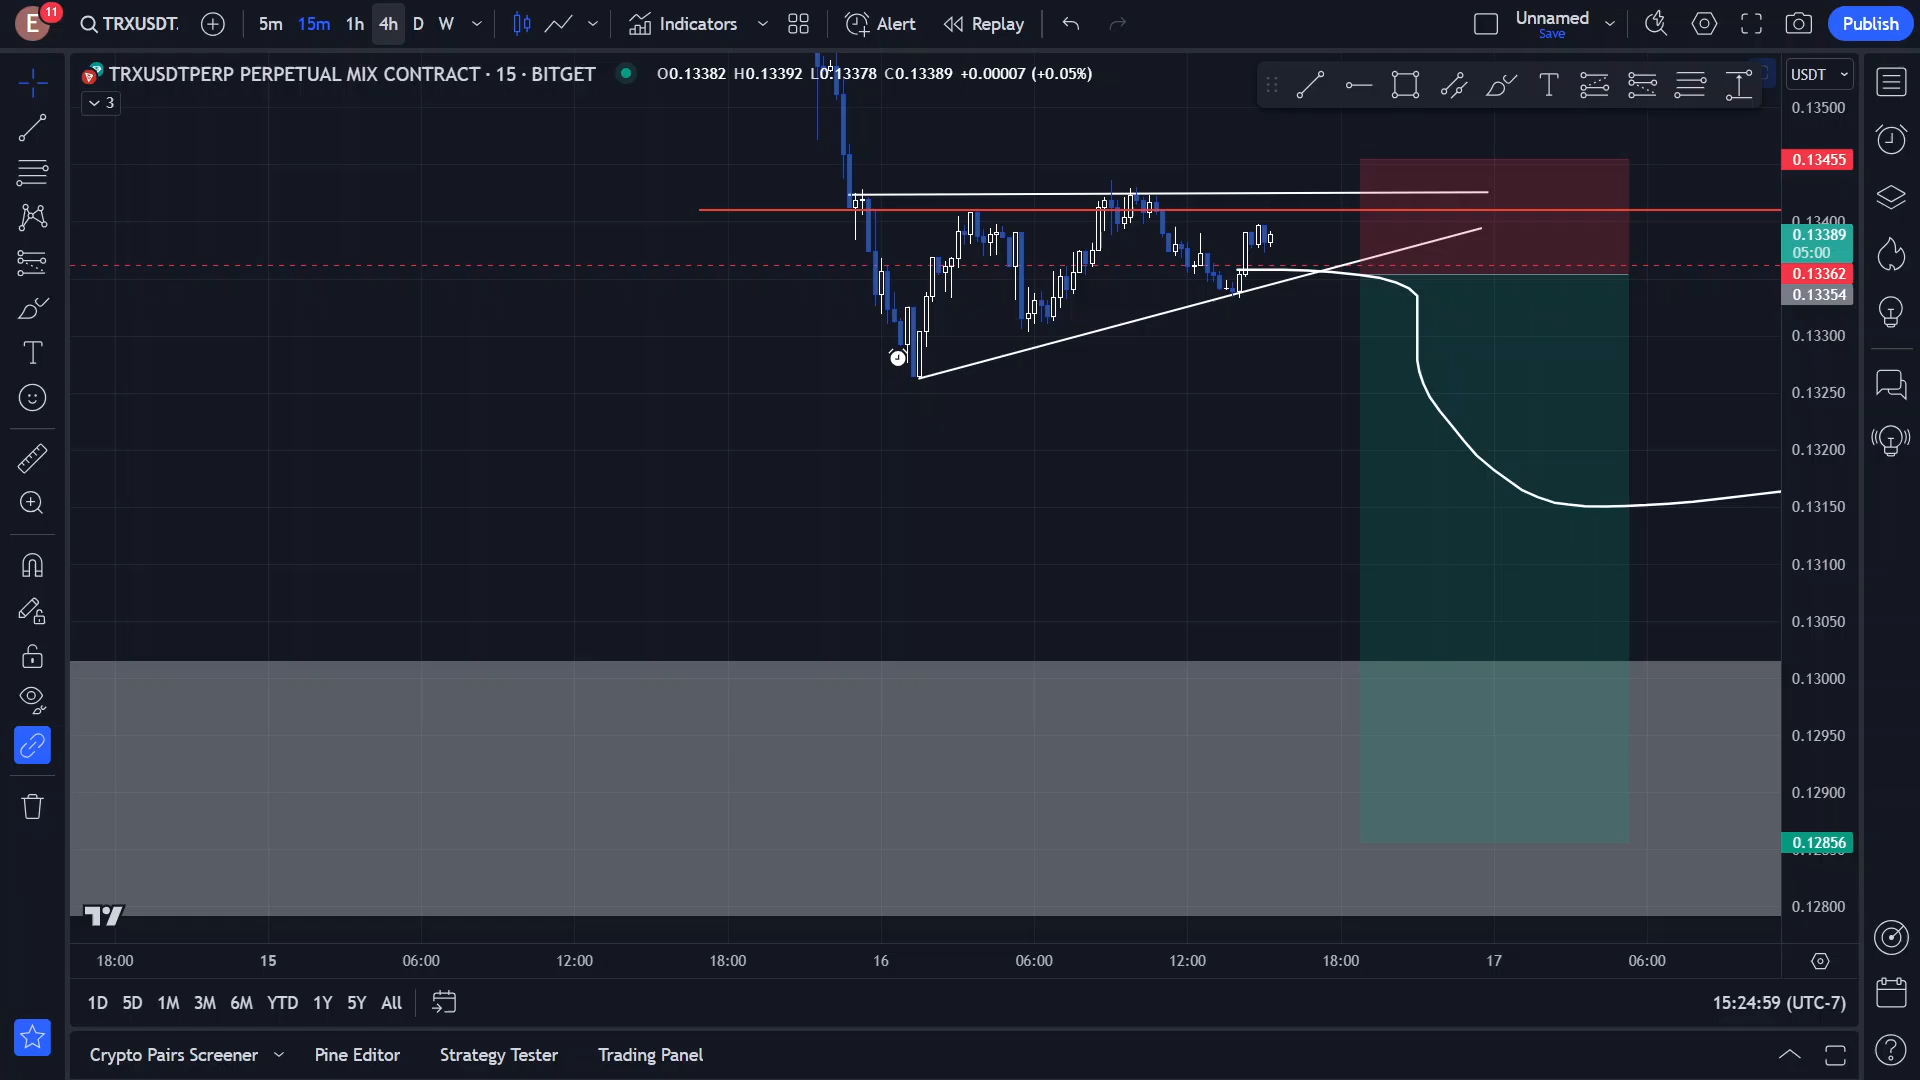 E
11
TRXUSDT.
5m
15m
1h
4h
D
W
Indicators
Alert
Replay
Unnamed
Save
Publish
TRXUSDTPERP PERPETUAL MIX CONTRACT · 15 · BITGET
O0.13382 H0.13392 L0.13378 C0.13389 +0.00007 (+0.05%)
3
USDT
0.13500
0.13455
0.13400
0.13389
05:00
0.13362
0.13354
0.13300
0.13250
0.13200
0.13150
0.13100
0.13050
0.13000
0.12950
0.12900
0.12856
0.12800
18:00
15
06:00
12:00
18:00
16
06:00
12:00
18:00
17
06:00
1D
5D
1M
3M
6M
YTD
1Y
5Y
All
15:24:59 (UTC-7)
Crypto Pairs Screener
Pine Editor
Strategy Tester
Trading Panel